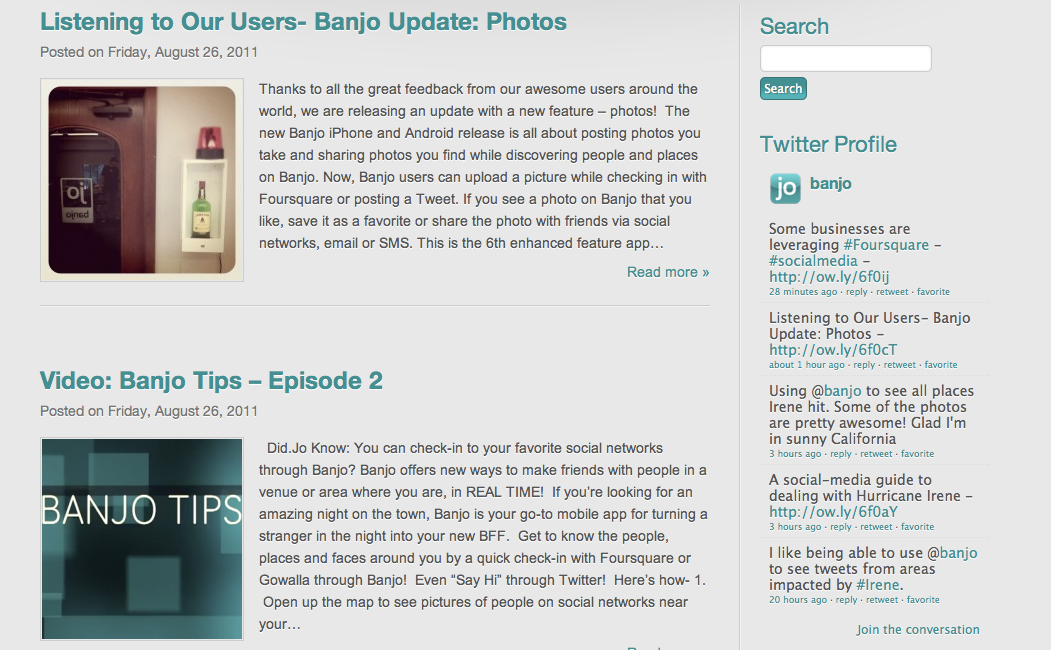 Listening to Our Users- Banjo Update: Photos
Posted on Friday, August 26, 2011
jo
banjo
Thanks to all the great feedback from our awesome users around the
world, we are releasing an update with a new feature – photos!  The
new Banjo iPhone and Android release is all about posting photos you
take and sharing photos you find while discovering people and places
on Banjo. Now, Banjo users can upload a picture while checking in with
Foursquare or posting a Tweet. If you see a photo on Banjo that you
like, save it as a favorite or share the photo with friends via social
networks, email or SMS. This is the 6th enhanced feature app…
Read more »
Video: Banjo Tips – Episode 2
Posted on Friday, August 26, 2011
BANJO TIPS
Did.Jo Know: You can check-in to your favorite social networks
through Banjo? Banjo offers new ways to make friends with people in a
venue or area where you are, in REAL TIME!  If you're looking for an
amazing night on the town, Banjo is your go-to mobile app for turning a
stranger in the night into your new BFF.  Get to know the people,
places and faces around you by a quick check-in with Foursquare or
Gowalla through Banjo!  Even “Say Hi” through Twitter!  Here's how- 1.
Open up the map to see pictures of people on social networks near
your…
Search
Search
Twitter Profile
jo banjo
Some businesses are
leveraging #Foursquare –
#socialmedia –
http://ow.ly/6f0ij
28 minutes ago · reply · retweet · favorite
Listening to Our Users- Banjo
Update: Photos –
http://ow.ly/6f0cT
about 1 hour ago · reply · retweet · favorite
Using @banjo to see all places
Irene hit. Some of the photos
are pretty awesome! Glad I'm
in sunny California
3 hours ago · reply · retweet · favorite
A social-media guide to
dealing with Hurricane Irene –
http://ow.ly/6f0aY
3 hours ago · reply · retweet · favorite
I like being able to use @banjo
to see tweets from areas
impacted by #Irene.
20 hours ago · reply · retweet · favorite
Join the conversation